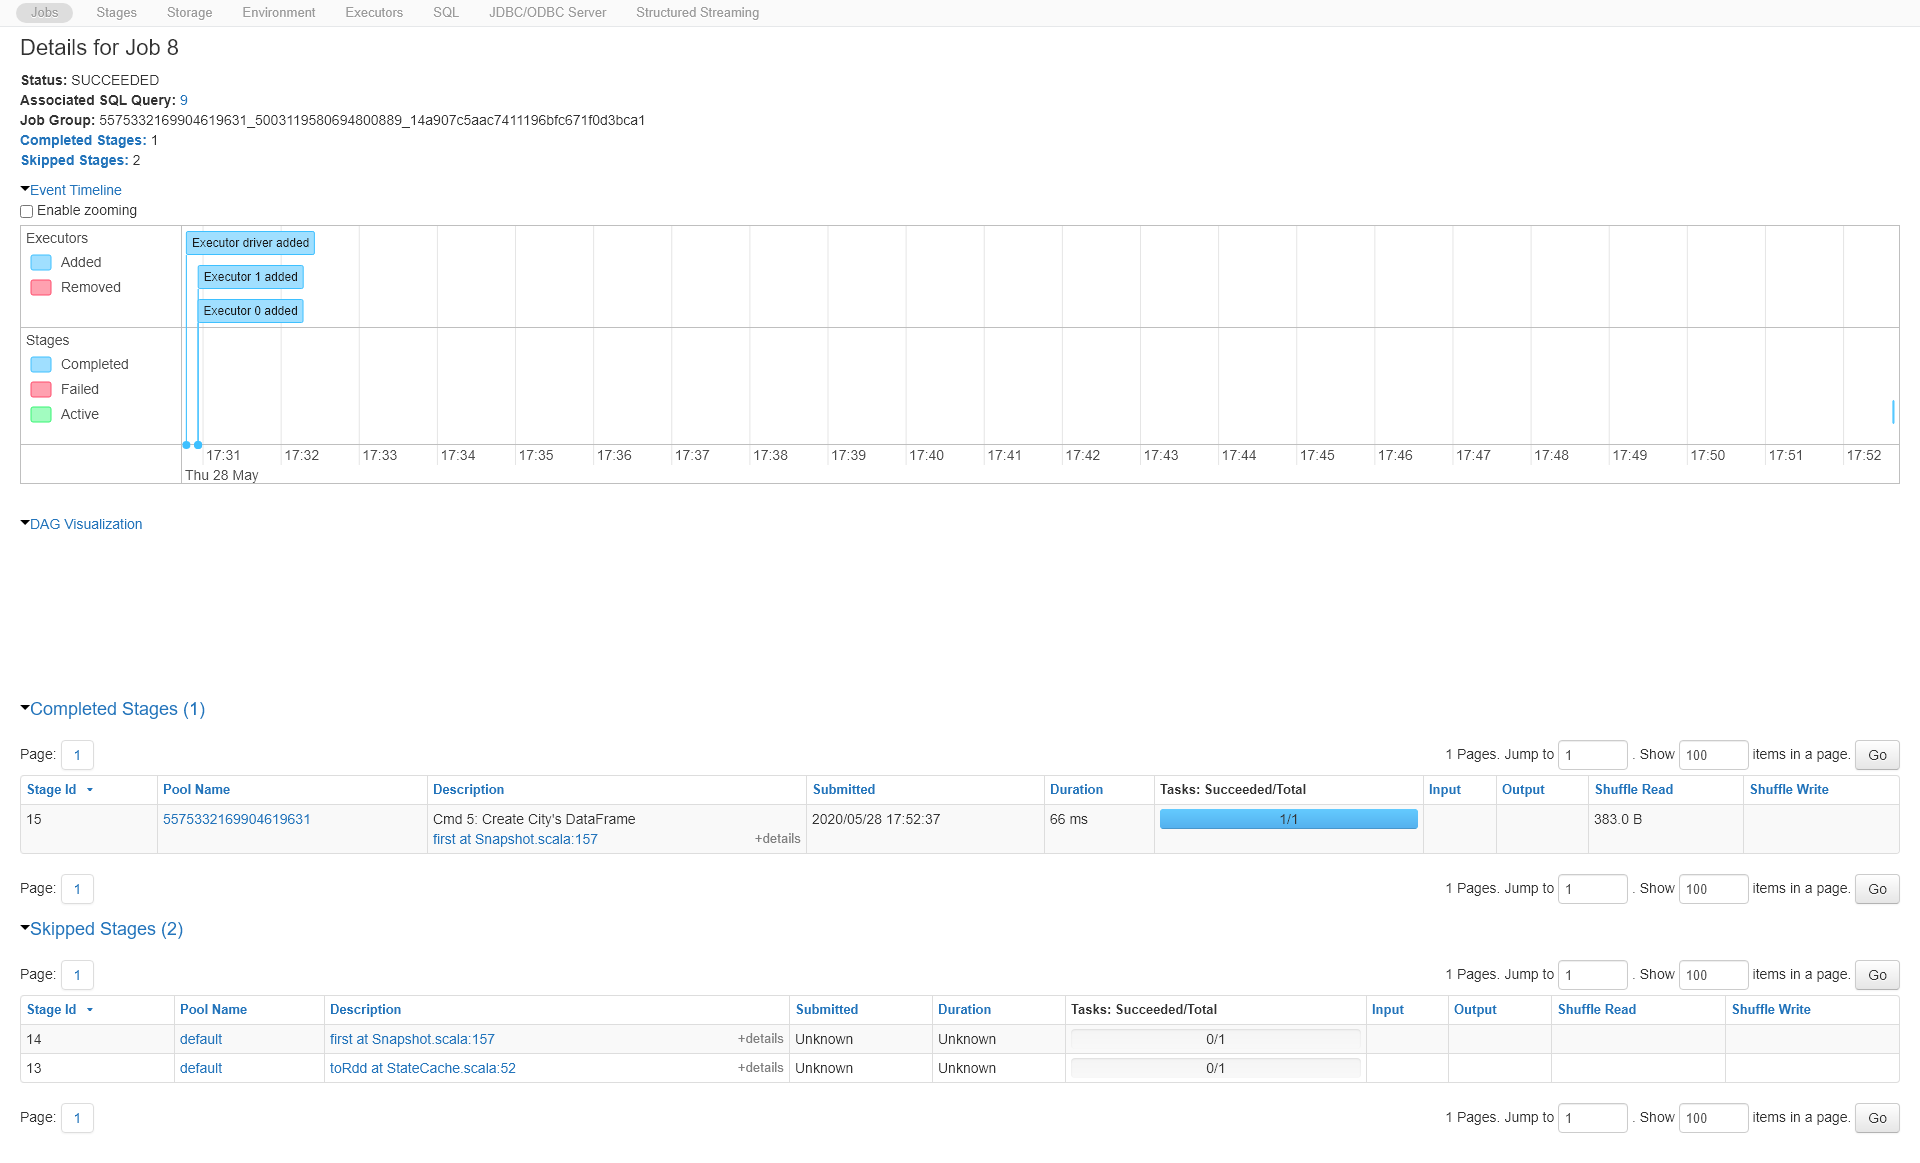 Jobs Stages Storage Environment Executors SQL JDBC/ODBC Server Structured Streaming
Details for Job 8
Status: SUCCEEDED
Associated SQL Query: 9
Job Group: 5575332169904619631_5003119580694800889_14a907c5aac7411196bfc671f0d3bca1
Completed Stages: 1
Skipped Stages: 2
Event Timeline
Enable zooming
Executors
Added
Removed
Executor driver added
Executor 1 added
Executor 0 added
Stages
Completed
Failed
Active
17:31 17:32 17:33 17:34 17:35 17:36 17:37 17:38 17:39 17:40 17:41 17:42 17:43 17:44 17:45 17:46 17:47 17:48 17:49 17:50 17:51 17:52
Thu 28 May
DAG Visualization
Completed Stages (1)
Page: 1 1 Pages. Jump to 1 . Show 100 items in a page. Go
Stage Id Pool Name Description Submitted Duration Tasks: Succeeded/Total Input Output Shuffle Read Shuffle Write
15 5575332169904619631 Cmd 5: Create City's DataFrame 2020/05/28 17:52:37 66 ms 1/1 383.0 B
first at Snapshot.scala:157 +details
Page: 1 1 Pages. Jump to 1 . Show 100 items in a page. Go
Skipped Stages (2)
Page: 1 1 Pages. Jump to 1 . Show 100 items in a page. Go
Stage Id Pool Name Description Submitted Duration Tasks: Succeeded/Total Input Output Shuffle Read Shuffle Write
14 default first at Snapshot.scala:157 +details Unknown Unknown 0/1
13 default toRdd at StateCache.scala:52 +details Unknown Unknown 0/1
Page: 1 1 Pages. Jump to 1 . Show 100 items in a page. Go